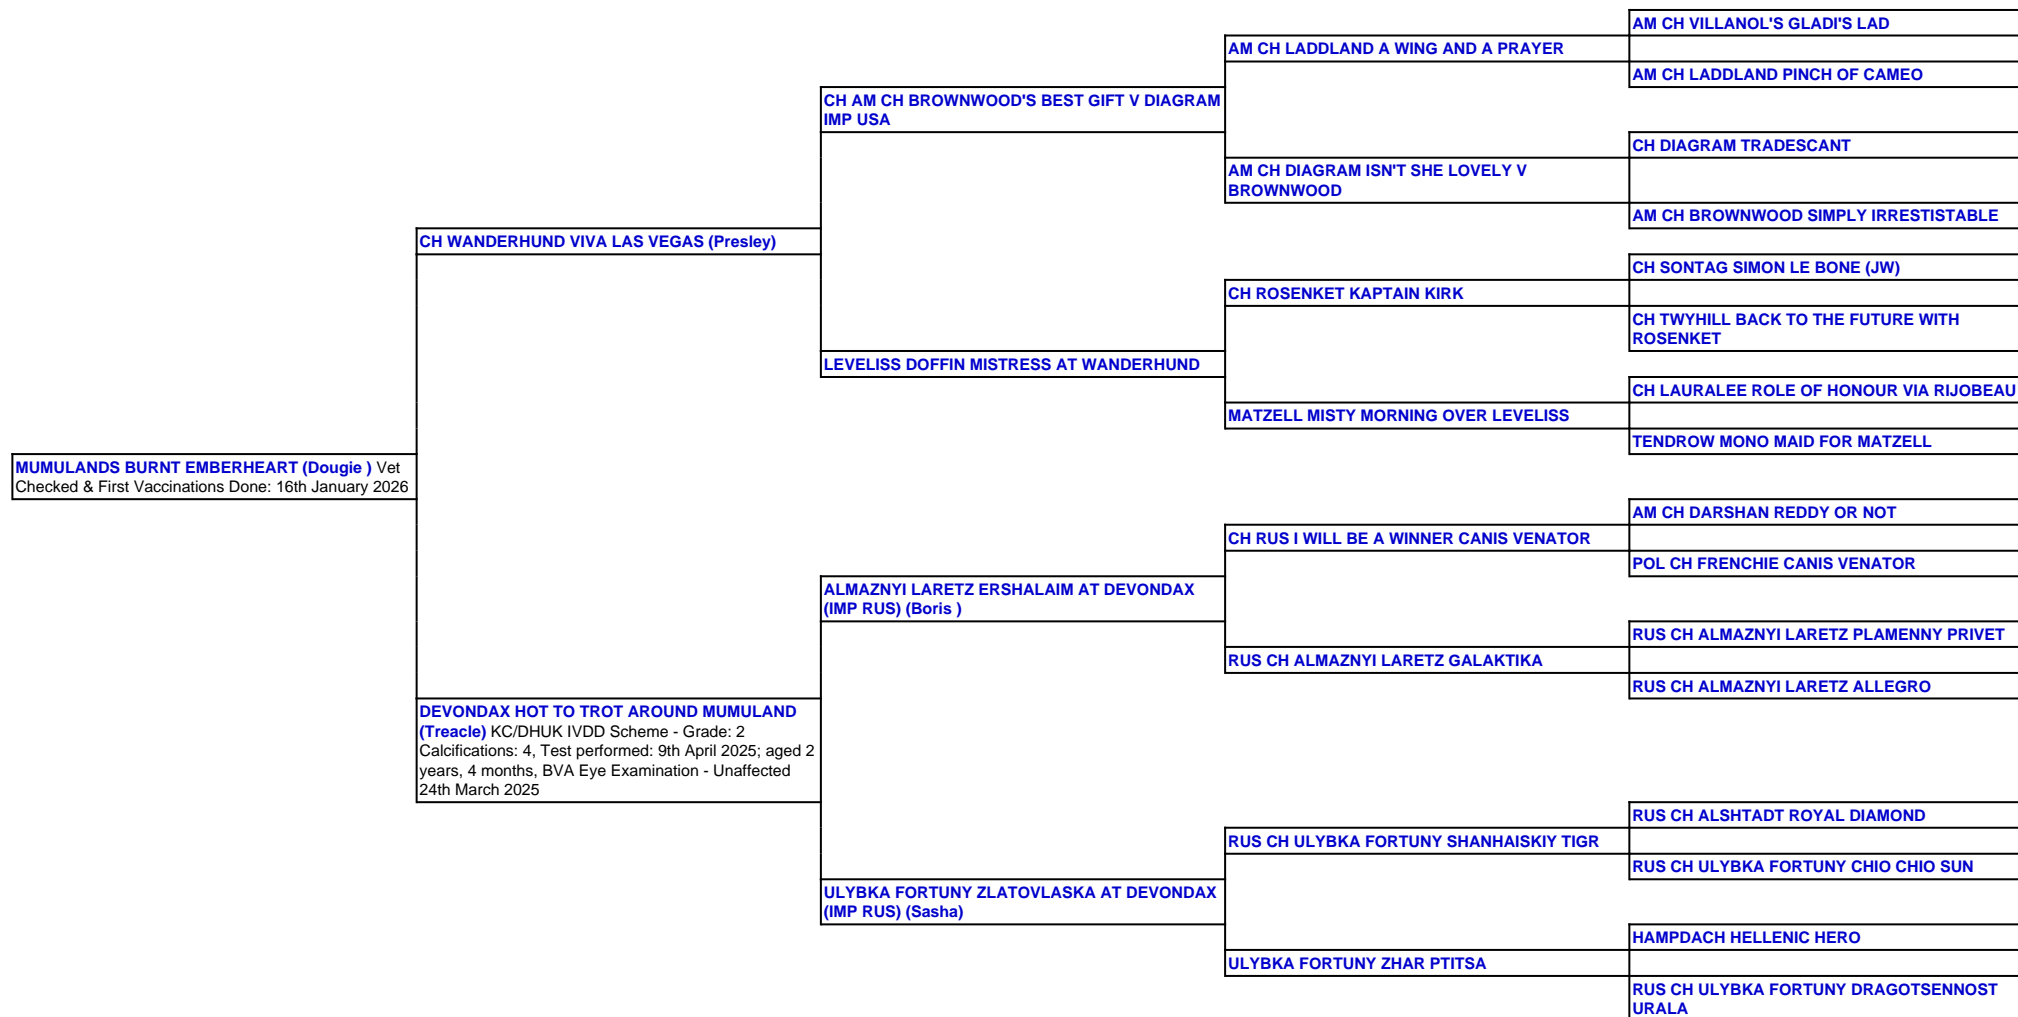 AM CH VILLANOL'S GLADI'S LAD
AM CH LADDLAND A WING AND A PRAYER
AM CH LADDLAND PINCH OF CAMEO
CH AM CH BROWNWOOD'S BEST GIFT V DIAGRAM
IMP USA
CH DIAGRAM TRADESCANT
AM CH DIAGRAM ISN'T SHE LOVELY V
BROWNWOOD
AM CH BROWNWOOD SIMPLY IRRESTISTABLE
CH WANDERHUND VIVA LAS VEGAS (Presley)
CH SONTAG SIMON LE BONE (JW)
CH ROSENKET KAPTAIN KIRK
CH TWYHILL BACK TO THE FUTURE WITH
ROSENKET
LEVELISS DOFFIN MISTRESS AT WANDERHUND
CH LAURALEE ROLE OF HONOUR VIA RIJOBEAU
MATZELL MISTY MORNING OVER LEVELISS
TENDROW MONO MAID FOR MATZELL
MUMULANDS BURNT EMBERHEART (Dougie ) Vet
Checked & First Vaccinations Done: 16th January 2026
AM CH DARSHAN REDDY OR NOT
CH RUS I WILL BE A WINNER CANIS VENATOR
POL CH FRENCHIE CANIS VENATOR
ALMAZNYI LARETZ ERSHALAIM AT DEVONDAX
(IMP RUS) (Boris )
RUS CH ALMAZNYI LARETZ PLAMENNY PRIVET
RUS CH ALMAZNYI LARETZ GALAKTIKA
RUS CH ALMAZNYI LARETZ ALLEGRO
DEVONDAX HOT TO TROT AROUND MUMULAND
(Treacle) KC/DHUK IVDD Scheme - Grade: 2
Calcifications: 4, Test performed: 9th April 2025; aged 2
years, 4 months, BVA Eye Examination - Unaffected
24th March 2025
RUS CH ALSHTADT ROYAL DIAMOND
RUS CH ULYBKA FORTUNY SHANHAISKIY TIGR
RUS CH ULYBKA FORTUNY CHIO CHIO SUN
ULYBKA FORTUNY ZLATOVLASKA AT DEVONDAX
(IMP RUS) (Sasha)
HAMPDACH HELLENIC HERO
ULYBKA FORTUNY ZHAR PTITSA
RUS CH ULYBKA FORTUNY DRAGOTSENNOST
URALA